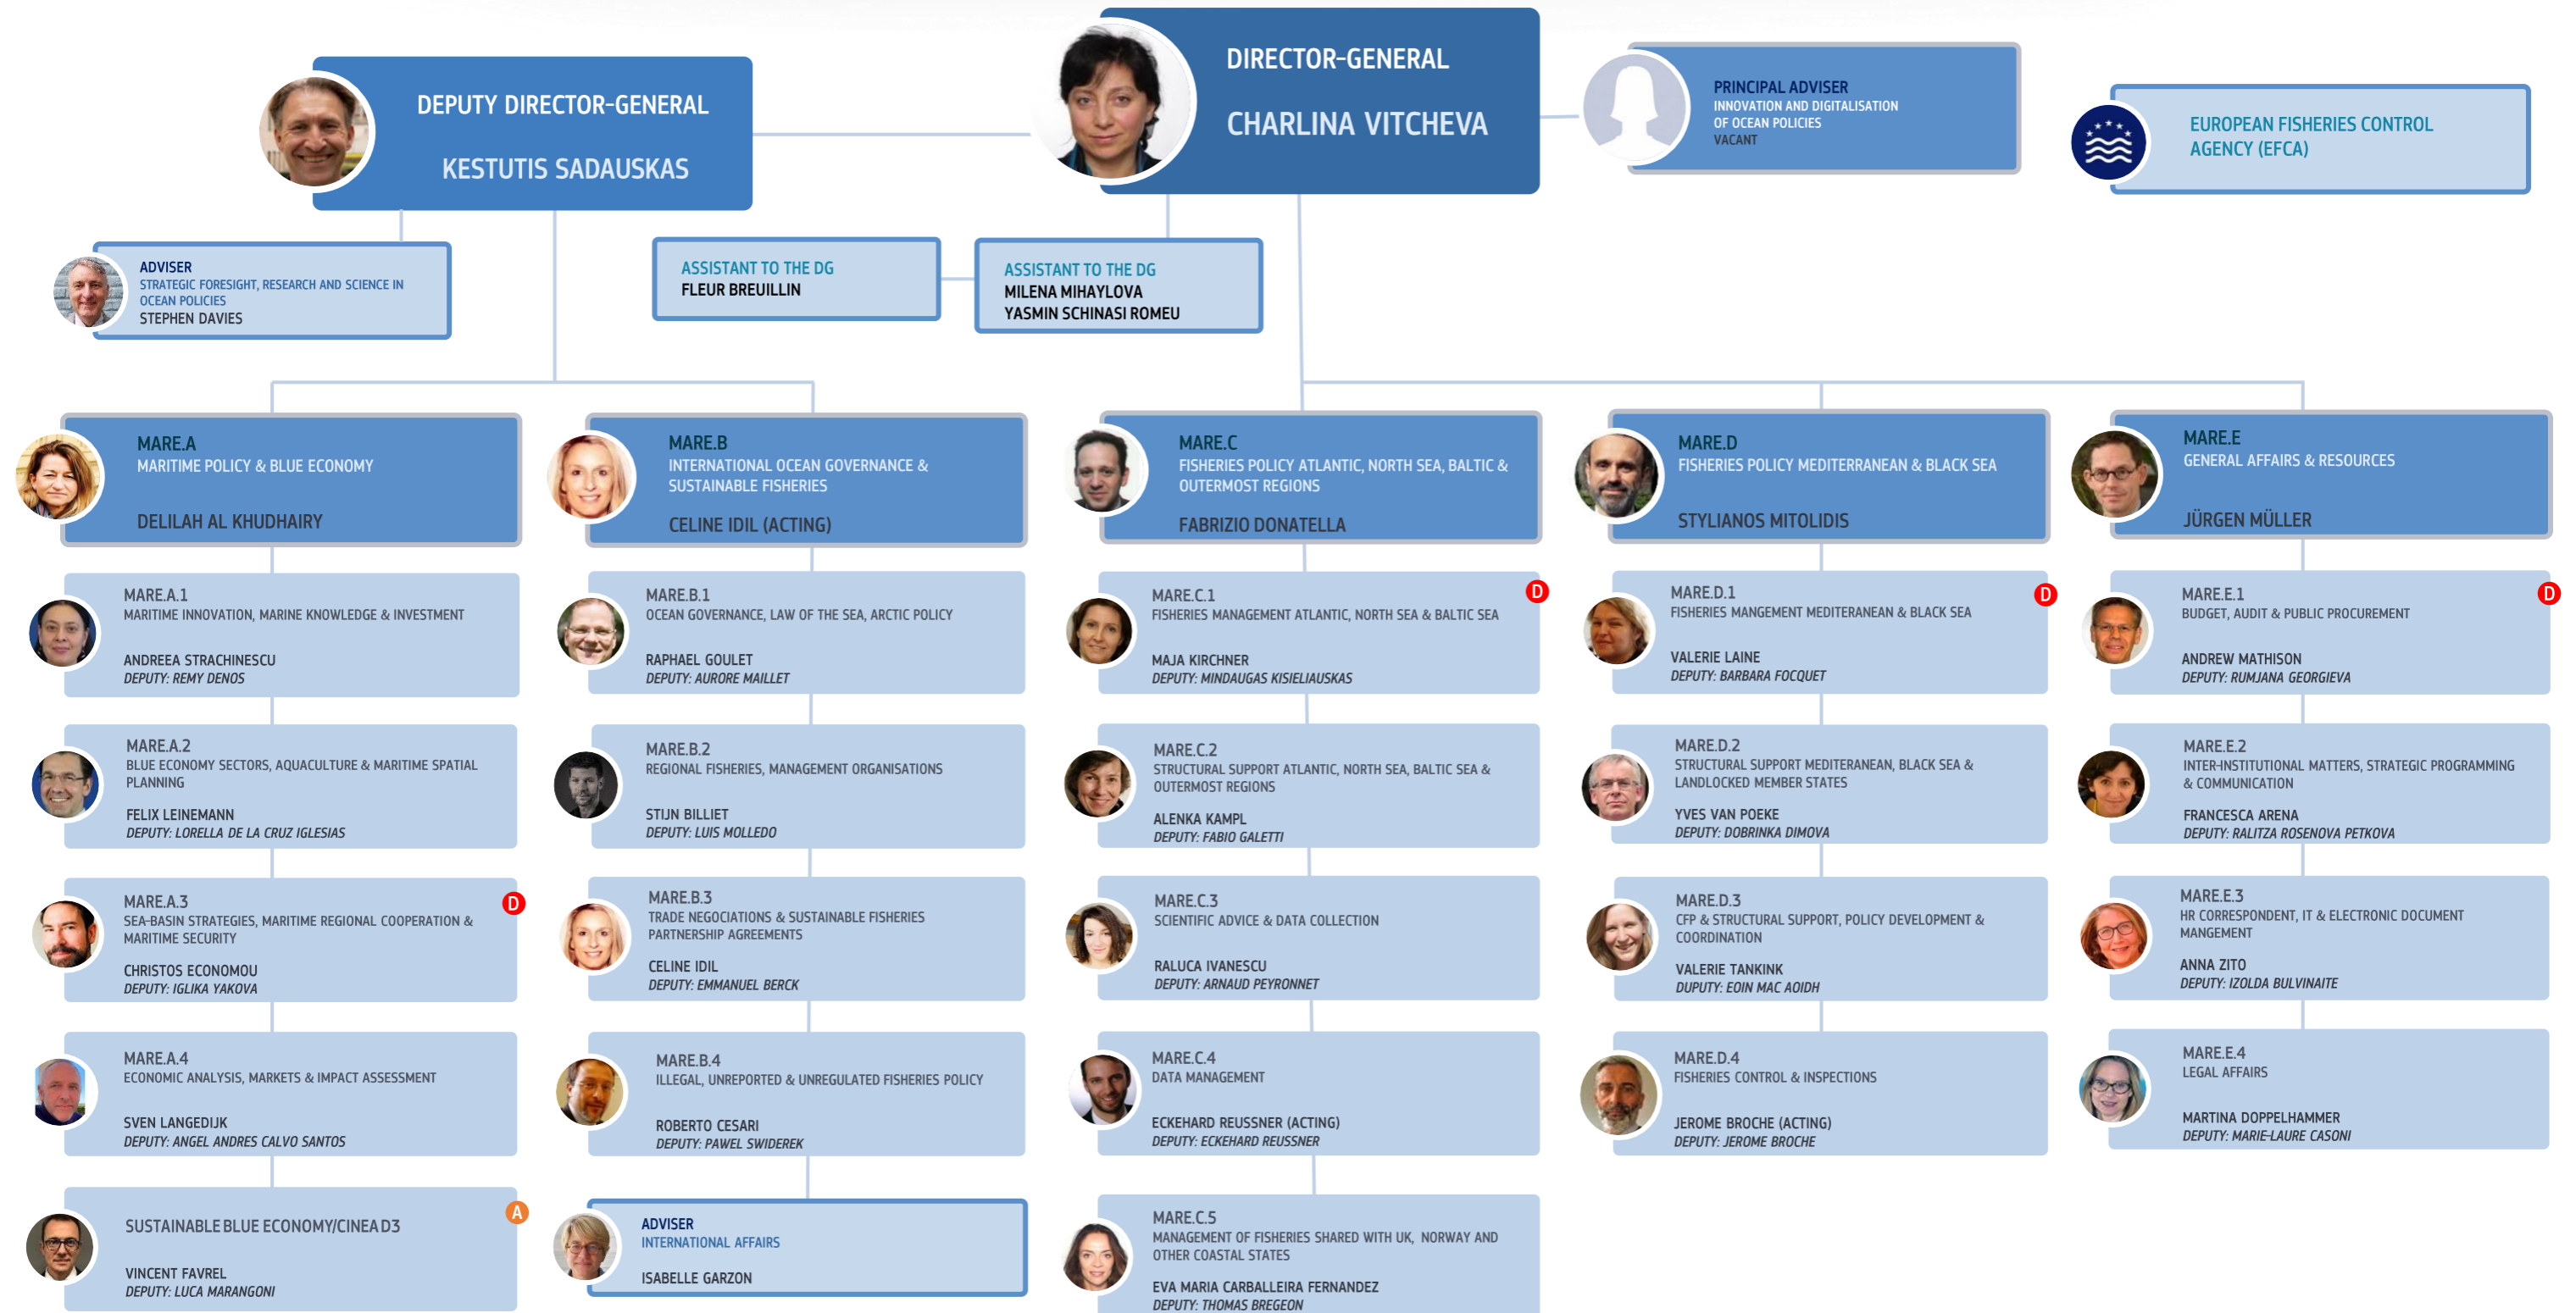 DEPUTY DIRECTOR-GENERAL
KESTUTIS SADAUSKAS
DIRECTOR-GENERAL
CHARLINA VITCHEVA
PRINCIPAL ADVISER
INNOVATION AND DIGITALISATION
OF OCEAN POLICIES
VACANT
EUROPEAN FISHERIES CONTROL
AGENCY (EFCA)
ADVISER
STRATEGIC FORESIGHT, RESEARCH AND SCIENCE IN
OCEAN POLICIES
STEPHEN DAVIES
ASSISTANT TO THE DG
FLEUR BREUILLIN
ASSISTANT TO THE DG
MILENA MIHAYLOVA
YASMIN SCHINASI ROMEU
MARE.A
MARITIME POLICY & BLUE ECONOMY
DELILAH AL KHUDHAIRY
MARE.A.1
MARITIME INNOVATION, MARINE KNOWLEDGE & INVESTMENT
ANDREEA STRACHINESCU
DEPUTY: REMY DENOS
MARE.A.2
BLUE ECONOMY SECTORS, AQUACULTURE & MARITIME SPATIAL
PLANNING
FELIX LEINEMANN
DEPUTY: LORELLA DE LA CRUZ IGLESIAS
MARE.A.3
D
SEA-BASIN STRATEGIES, MARITIME REGIONAL COOPERATION &
MARITIME SECURITY
CHRISTOS ECONOMOU
DEPUTY: IGLIKA YAKOVA
MARE.A.4
ECONOMIC ANALYSIS, MARKETS & IMPACT ASSESSMENT
SVEN LANGEDIJK
DEPUTY: ANGEL ANDRES CALVO SANTOS
A
SUSTAINABLE BLUE ECONOMY/CINEA D3
VINCENT FAVREL
DEPUTY: LUCA MARANGONI
MARE.B
INTERNATIONAL OCEAN GOVERNANCE &
SUSTAINABLE FISHERIES
CELINE IDIL (ACTING)
MARE.B.1
OCEAN GOVERNANCE, LAW OF THE SEA, ARCTIC POLICY
RAPHAEL GOULET
DEPUTY: AURORE MAILLET
MARE.B.2
REGIONAL FISHERIES, MANAGEMENT ORGANISATIONS
STIJN BILLIET
DEPUTY: LUIS MOLLEDO
MARE.B.3
TRADE NEGOCIATIONS & SUSTAINABLE FISHERIES
PARTNERSHIP AGREEMENTS
CELINE IDIL
DEPUTY: EMMANUEL BERCK
MARE.B.4
ILLEGAL, UNREPORTED & UNREGULATED FISHERIES POLICY
ROBERTO CESARI
DEPUTY: PAWEL SWIDEREK
ADVISER
INTERNATIONAL AFFAIRS
ISABELLE GARZON
MARE.C
FISHERIES POLICY ATLANTIC, NORTH SEA, BALTIC &
OUTERMOST REGIONS
FABRIZIO DONATELLA
MARE.C.1
D
FISHERIES MANAGEMENT ATLANTIC, NORTH SEA & BALTIC SEA
MAJA KIRCHNER
DEPUTY: MINDAUGAS KISIELIAUSKAS
MARE.C.2
STRUCTURAL SUPPORT ATLANTIC, NORTH SEA, BALTIC SEA &
OUTERMOST REGIONS
ALENKA KAMPL
DEPUTY: FABIO GALETTI
MARE.C.3
SCIENTIFIC ADVICE & DATA COLLECTION
RALUCA IVANESCU
DEPUTY: ARNAUD PEYRONNET
MARE.C.4
DATA MANAGEMENT
ECKEHARD REUSSNER (ACTING)
DEPUTY: ECKEHARD REUSSNER
MARE.C.5
MANAGEMENT OF FISHERIES SHARED WITH UK, NORWAY AND
OTHER COASTAL STATES
EVA MARIA CARBALLEIRA FERNANDEZ
DEPUTY: THOMAS BREGEON
MARE.D
FISHERIES POLICY MEDITERRANEAN & BLACK SEA
STYLIANOS MITOLIDIS
MARE.D.1
D
FISHERIES MANGEMENT MEDITERANEAN & BLACK SEA
VALERIE LAINE
DEPUTY: BARBARA FOCQUET
MARE.D.2
STRUCTURAL SUPPORT MEDITERANEAN, BLACK SEA &
LANDLOCKED MEMBER STATES
YVES VAN POEKE
DEPUTY: DOBRINKA DIMOVA
MARE.D.3
CFP & STRUCTURAL SUPPORT, POLICY DEVELOPMENT &
COORDINATION
VALERIE TANKINK
DUPUTY: EOIN MAC AOIDH
MARE.D.4
FISHERIES CONTROL & INSPECTIONS
JEROME BROCHE (ACTING)
DEPUTY: JEROME BROCHE
MARE.E
GENERAL AFFAIRS & RESOURCES
JÜRGEN MÜLLER
MARE.E.1
D
BUDGET, AUDIT & PUBLIC PROCUREMENT
ANDREW MATHISON
DEPUTY: RUMJANA GEORGIEVA
MARE.E.2
INTER-INSTITUTIONAL MATTERS, STRATEGIC PROGRAMMING
& COMMUNICATION
FRANCESCA ARENA
DEPUTY: RALITZA ROSENOVA PETKOVA
MARE.E.3
HR CORRESPONDENT, IT & ELECTRONIC DOCUMENT
MANGEMENT
ANNA ZITO
DEPUTY: IZOLDA BULVINAITE
MARE.E.4
LEGAL AFFAIRS
MARTINA DOPPELHAMMER
DEPUTY: MARIE-LAURE CASONI